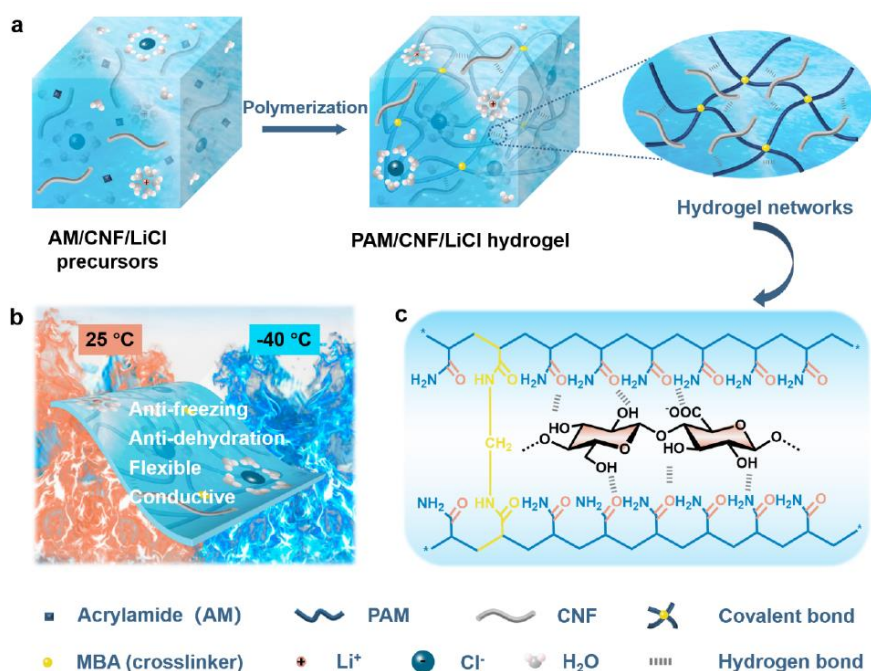 a
Polymerization
AM/CNF/LiCl
precursors
PAM/CNF/LiCl hydrogel
Hydrogel networks
b
25 °C
-40 °C
Anti-freezing
Anti-dehydration
Flexible
Conductive
c
* *
H₂N O HN O H₂N O H₂N O H₂N O H₂N O H₂N O H₂N O
OH ⁻OOC
HO O OH
CH₂ O O O O
HO HO OH
OH
NH₂ O HN O H₂N O NH₂ O H₂N O H₂N O H₂N O H₂N O
* *
Acrylamide (AM) PAM CNF Covalent bond
MBA (crosslinker) Li⁺ Cl⁻ H₂O Hydrogen bond